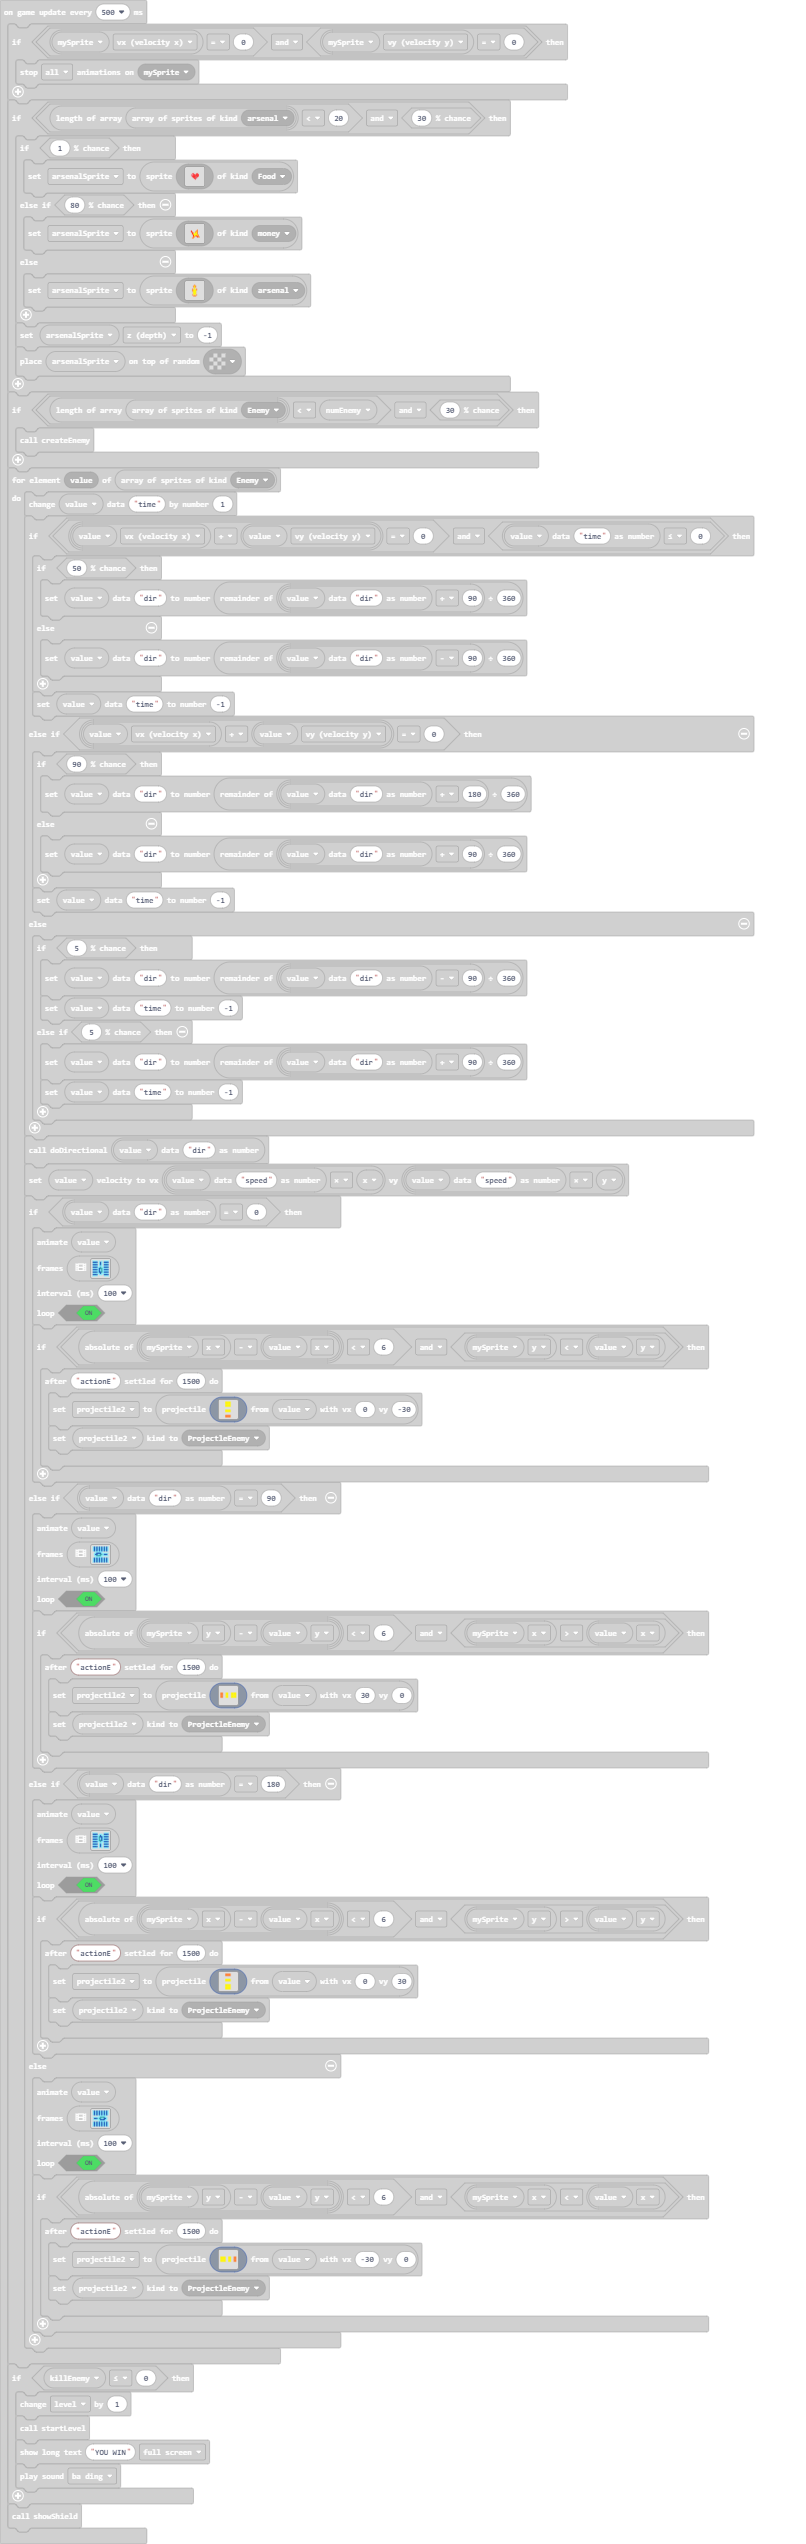 on game update every 500 ms
if mySprite vx (velocity x) = 0 and mySprite vy (velocity y) = 0 then
stop all animations on mySprite
if length of array array of sprites of kind arsenal < 20 and 30 % chance then
if 1 % chance then
set arsenalSprite to sprite of kind Food
else if 80 % chance then
set arsenalSprite to sprite of kind money
else
set arsenalSprite to sprite of kind arsenal
set arsenalSprite z (depth) to -1
place arsenalSprite on top of random
if length of array array of sprites of kind Enemy < numEnemy and 30 % chance then
call createEnemy
for element value of array of sprites of kind Enemy
do change value data "time" by number 1
if value vx (velocity x) + value vy (velocity y) = 0 and value data "time" as number ≤ 0 then
if 50 % chance then
set value data "dir" to number remainder of value data "dir" as number + 90 ÷ 360
else
set value data "dir" to number remainder of value data "dir" as number - 90 ÷ 360
set value data "time" to number -1
else if value vx (velocity x) + value vy (velocity y) = 0 then
if 90 % chance then
set value data "dir" to number remainder of value data "dir" as number + 180 ÷ 360
else
set value data "dir" to number remainder of value data "dir" as number + 90 ÷ 360
set value data "time" to number -1
else
if 5 % chance then
set value data "dir" to number remainder of value data "dir" as number - 90 ÷ 360
set value data "time" to number -1
else if 5 % chance then
set value data "dir" to number remainder of value data "dir" as number + 90 ÷ 360
set value data "time" to number -1
call doDirectional value data "dir" as number
set value velocity to vx value data "speed" as number × x vy value data "speed" as number × y
if value data "dir" as number = 0 then
animate value
frames
interval (ms) 100
loop ON
if absolute of mySprite x - value x < 6 and mySprite y < value y then
after "actionE" settled for 1500 do
set projectile2 to projectile from value with vx 0 vy -30
set projectile2 kind to ProjectleEnemy
else if value data "dir" as number = 90 then
animate value
frames
interval (ms) 100
loop ON
if absolute of mySprite y - value y < 6 and mySprite x > value x then
after "actionE" settled for 1500 do
set projectile2 to projectile from value with vx 30 vy 0
set projectile2 kind to ProjectleEnemy
else if value data "dir" as number = 180 then
animate value
frames
interval (ms) 100
loop ON
if absolute of mySprite x - value x < 6 and mySprite y > value y then
after "actionE" settled for 1500 do
set projectile2 to projectile from value with vx 0 vy 30
set projectile2 kind to ProjectleEnemy
else
animate value
frames
interval (ms) 100
loop ON
if absolute of mySprite y - value y < 6 and mySprite x < value x then
after "actionE" settled for 1500 do
set projectile2 to projectile from value with vx -30 vy 0
set projectile2 kind to ProjectleEnemy
if killEnemy ≤ 0 then
change level by 1
call startLevel
show long text "YOU WIN" full screen
play sound ba ding
call showShield